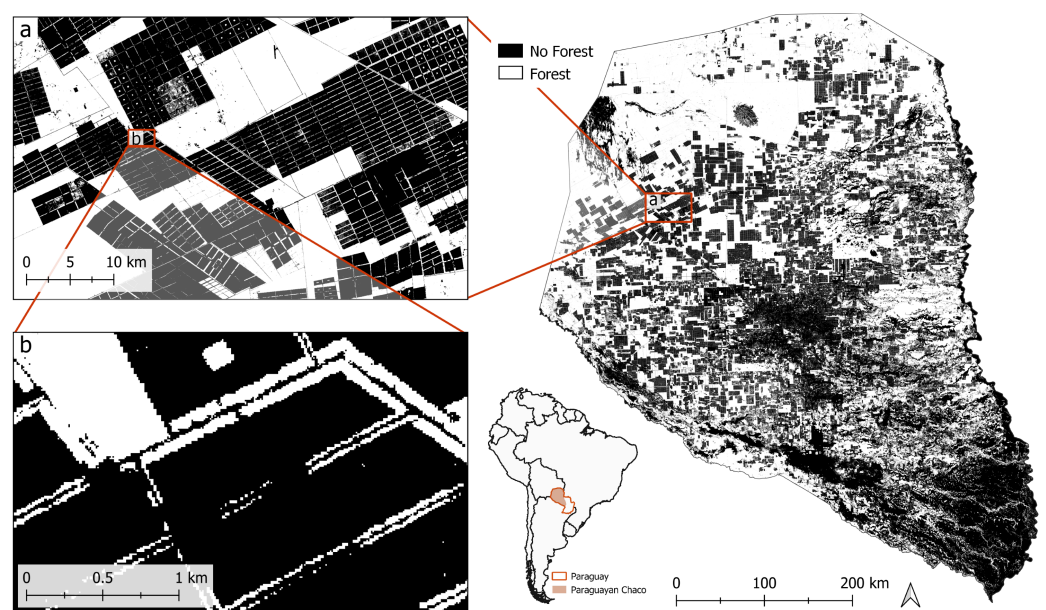 a
b
0 5 10 km
No Forest
Forest
a
b
0 0.5 1 km
Paraguay
Paraguayan Chaco
0 100 200 km